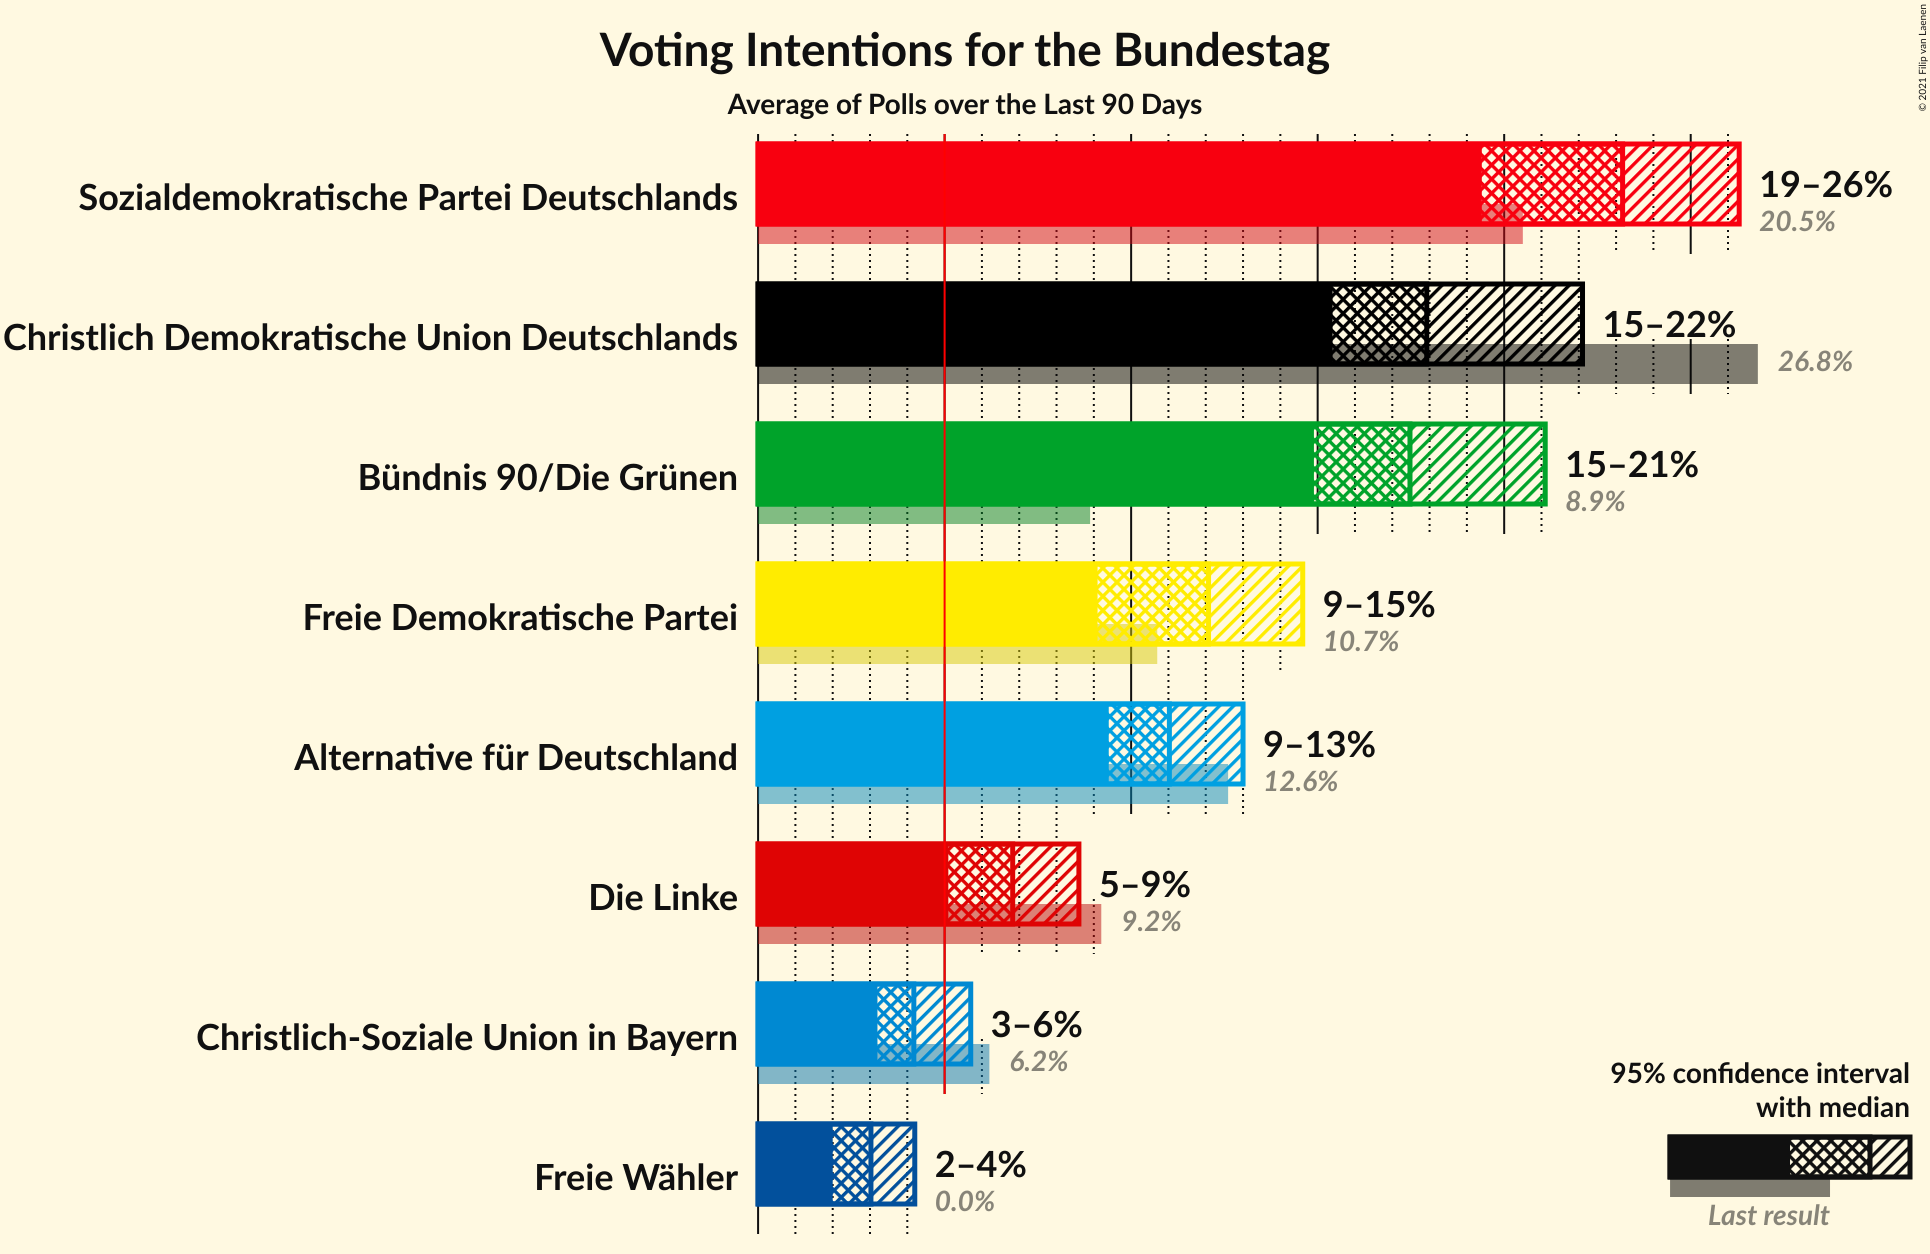 Voting Intentions for the Bundestag
Average of Polls over the Last 90 Days
© 2021 Filip van Laenen
Sozialdemokratische Partei Deutschlands
19–26%
20.5%
Christlich Demokratische Union Deutschlands
15–22%
26.8%
Bündnis 90/Die Grünen
15–21%
8.9%
Freie Demokratische Partei
9–15%
10.7%
Alternative für Deutschland
9–13%
12.6%
Die Linke
5–9%
9.2%
Christlich-Soziale Union in Bayern
3–6%
6.2%
Freie Wähler
2–4%
0.0%
95% confidence interval
with median
Last result